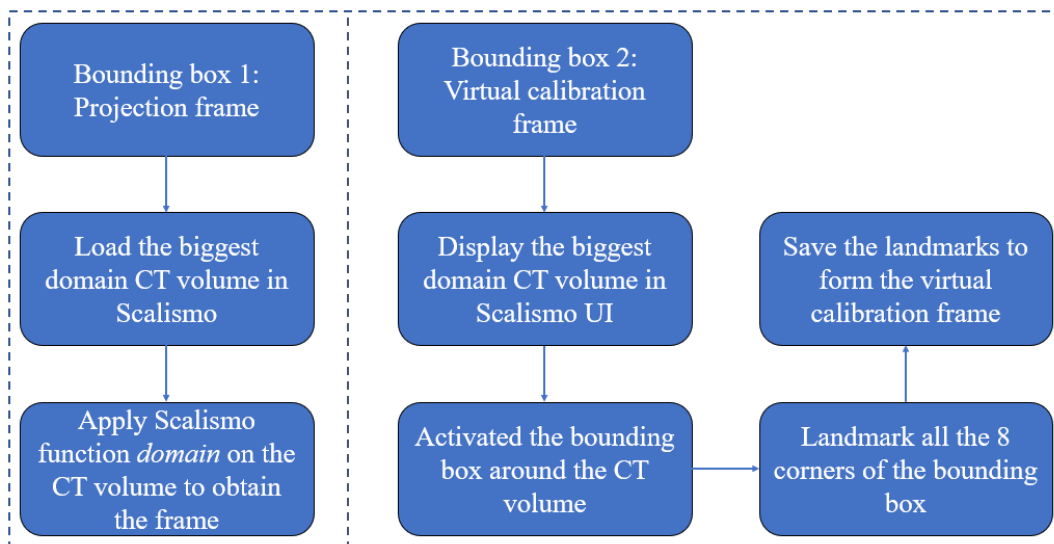 Bounding box 1:
Projection frame
Load the biggest
domain CT volume in
Scalismo
Apply Scalismo
function domain on the
CT volume to obtain
the frame
Bounding box 2:
Virtual calibration
frame
Display the biggest
domain CT volume in
Scalismo UI
Activated the bounding
box around the CT
volume
Landmark all the 8
corners of the bounding
box
Save the landmarks to
form the virtual
calibration frame